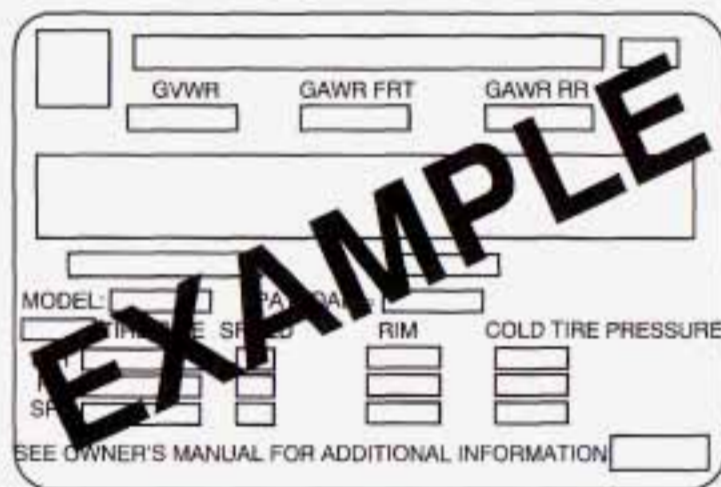 GVWR GAWR FRT GAWR RR
EXAMPLE
MODEL:
RIM COLD TIRE PRESSURE
SEE OWNER'S MANUAL FOR ADDITIONAL INFORMATION